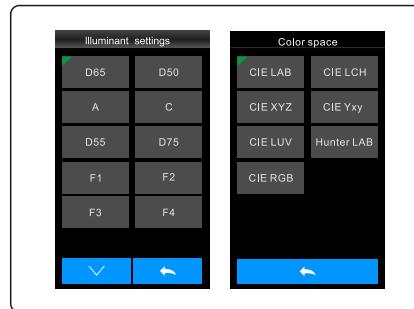 Illuminant settings
D65 D50
A C
D55 D75
F1 F2
F3 F4
Color space
CIE LAB CIE LCH
CIE XYZ CIE Yxy
CIE LUV Hunter LAB
CIE RGB